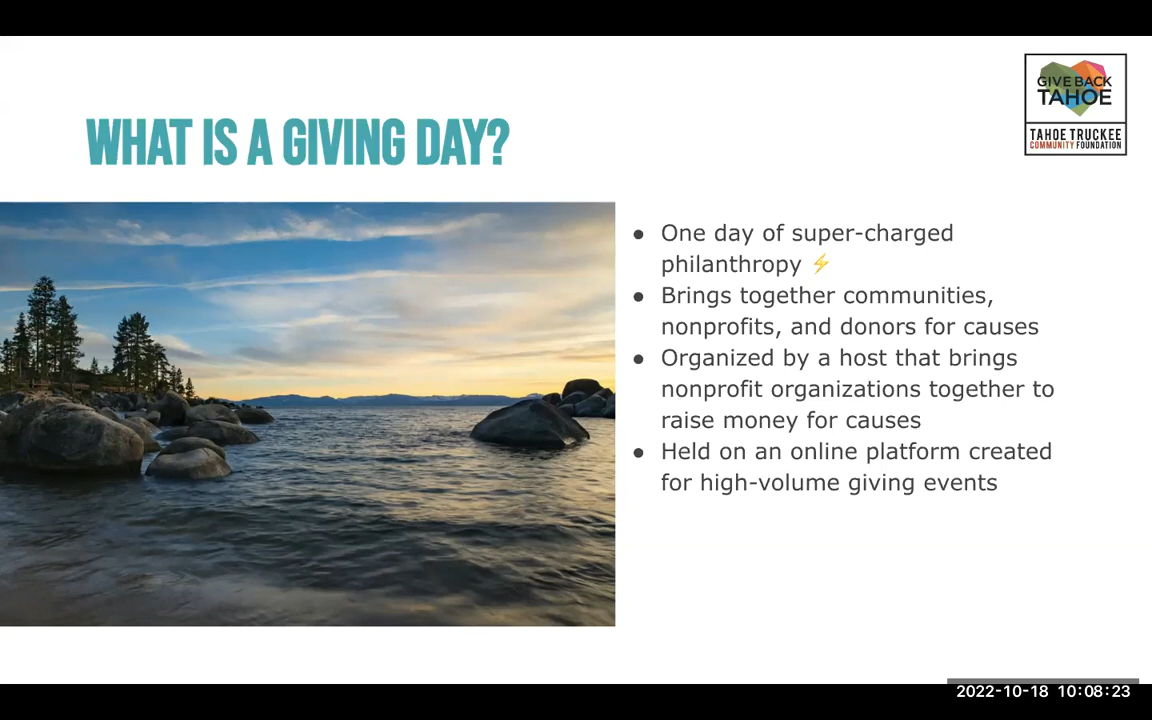 GIVE BACK
TAHOE
TAHOE TRUCKEE
COMMUNITY FOUNDATION
WHAT IS A GIVING DAY?
● One day of super-charged
philanthropy ⚡
● Brings together communities,
nonprofits, and donors for causes
● Organized by a host that brings
nonprofit organizations together to
raise money for causes
● Held on an online platform created
for high-volume giving events
2022-10-18 10:08:23